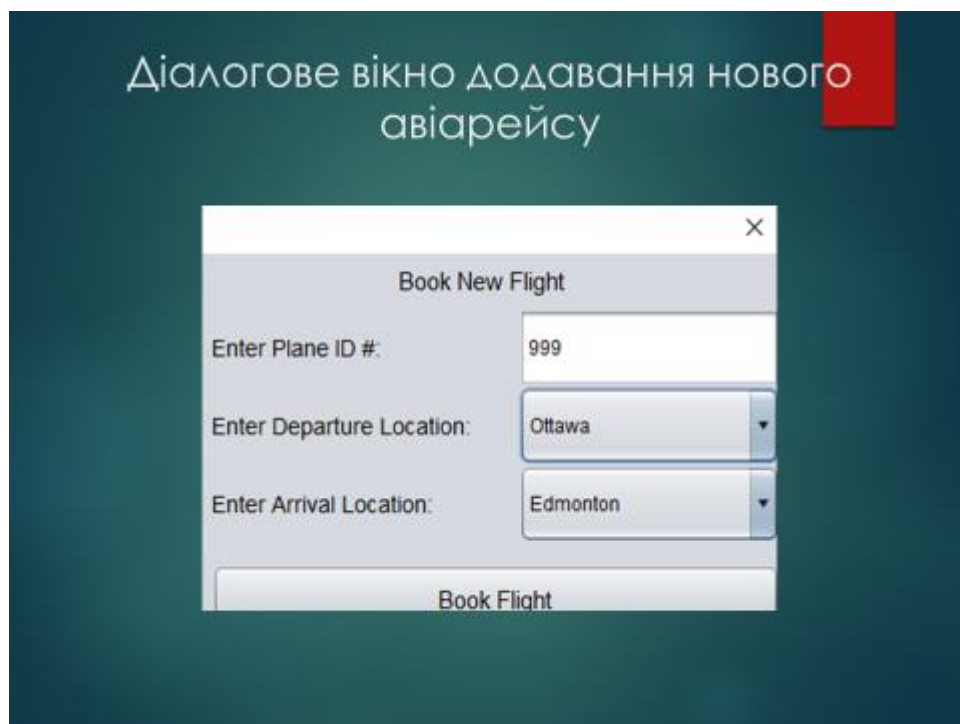 Діалогове вікно додавання нового
авіарейсу
Book New Flight
Enter Plane ID #: 999
Enter Departure Location: Ottawa
Enter Arrival Location: Edmonton
Book Flight